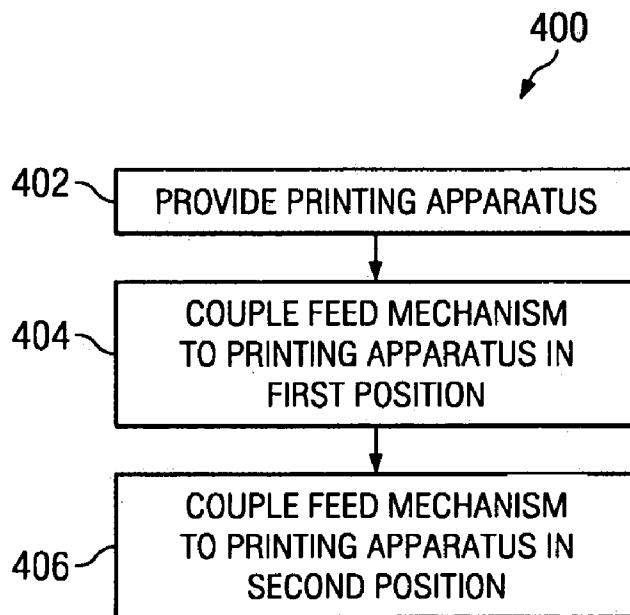 400
402
PROVIDE PRINTING APPARATUS
404
COUPLE FEED MECHANISM
TO PRINTING APPARATUS IN
FIRST POSITION
406
COUPLE FEED MECHANISM
TO PRINTING APPARATUS IN
SECOND POSITION